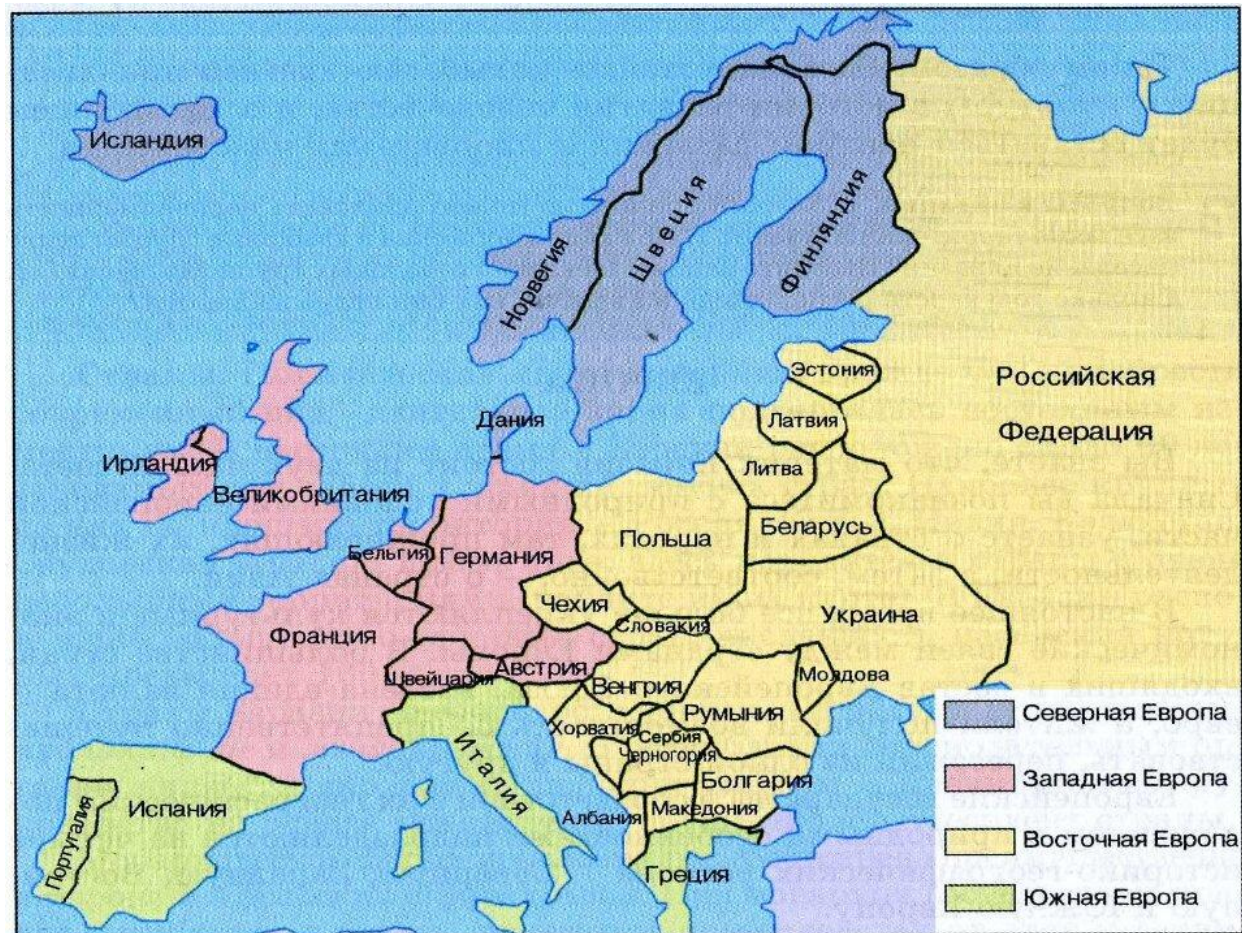 Исландия
Норвегия
Швеция
Финляндия
Эстония
Российская
Федерация
Латвия
Дания
Литва
Ирландия
Великобритания
Беларусь
Польша
Бельгия
Германия
Чехия
Украина
Словакия
Франция
Австрия
Швейцария
Молдова
Венгрия
Румыния
Хорватия
Сербия
Черногория
Италия
Болгария
Испания
Португалия
Македония
Албания
Греция
Северная Европа
Западная Европа
Восточная Европа
Южная Европа